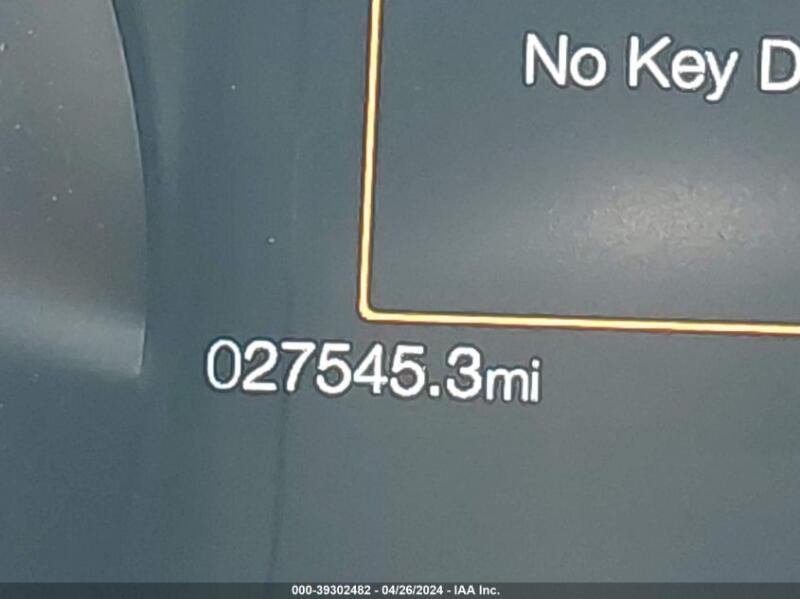 No Key D
027545.3mi
000-39302482 - 04/26/2024 - IAA Inc.